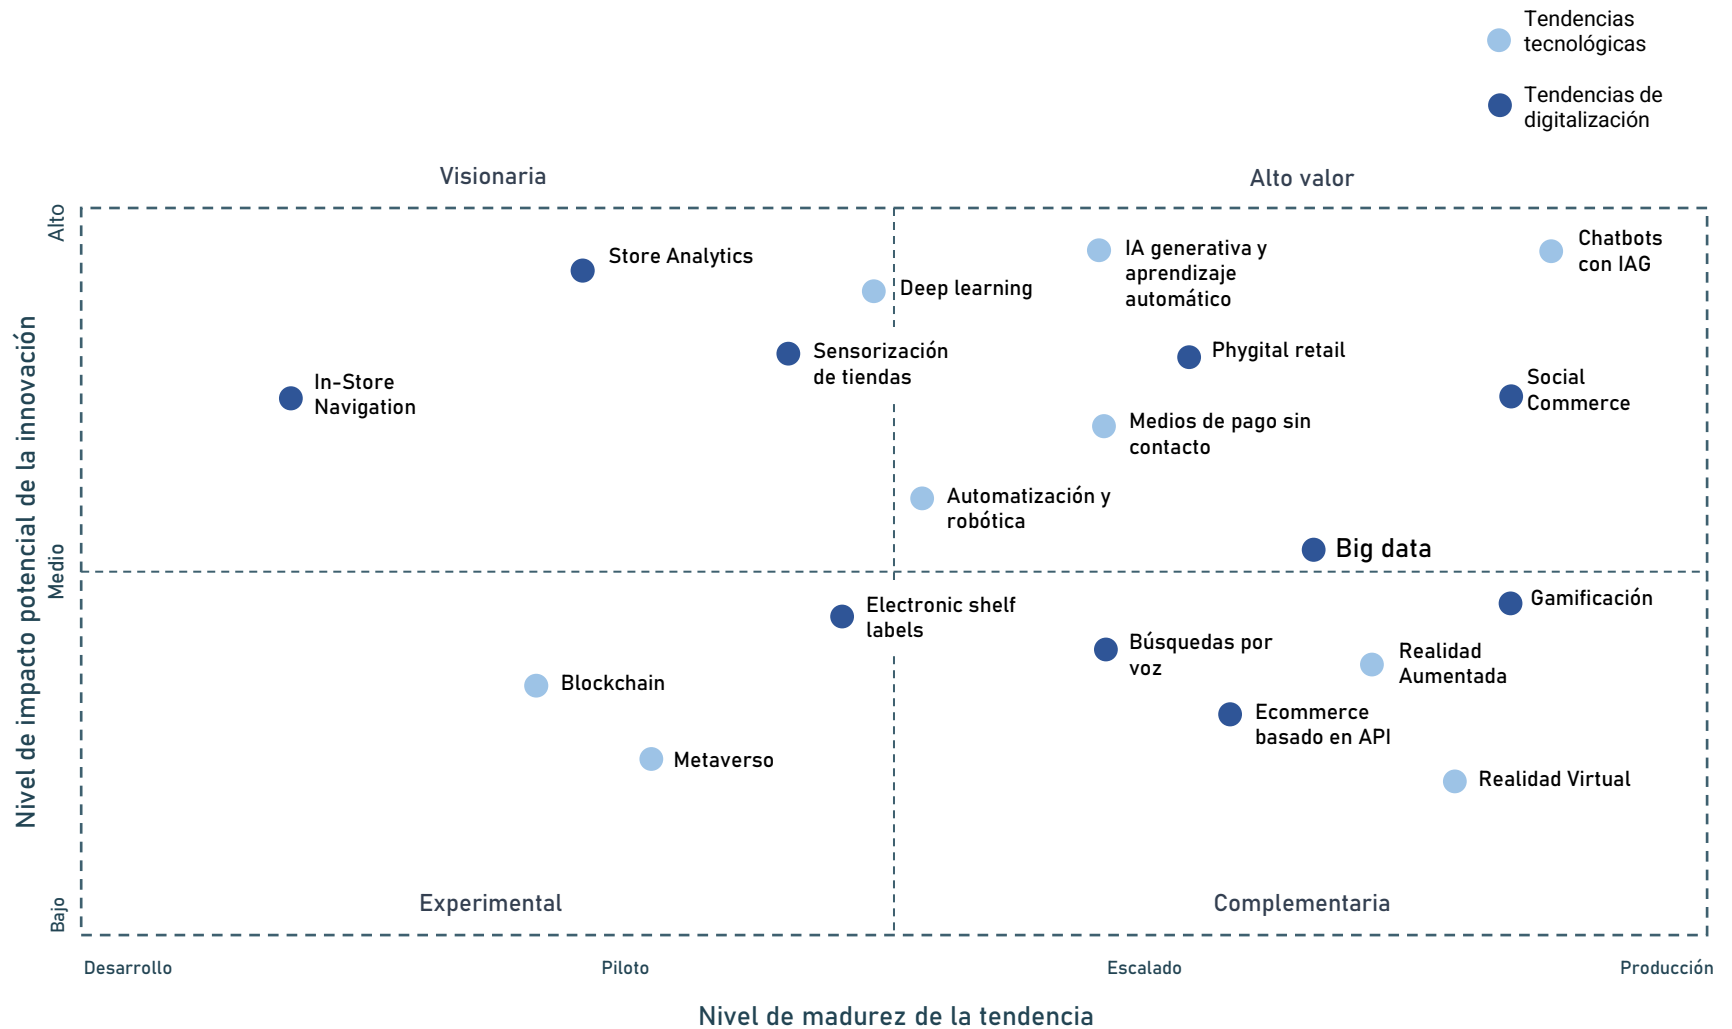 Tendencias
tecnológicas
Tendencias de
digitalización
Visionaria
Alto valor
Alto
Store Analytics
Deep learning
IA generativa y
aprendizaje
automático
Chatbots
con IAG
Sensorización
de tiendas
Phygital retail
In-Store
Navigation
Social
Commerce
Medios de pago sin
contacto
Automatización y
robótica
Big data
Medio
Nivel de impacto potencial de la innovación
Electronic shelf
labels
Gamificación
Búsquedas por
voz
Realidad
Aumentada
Blockchain
Ecommerce
basado en API
Metaverso
Realidad Virtual
Experimental
Complementaria
Bajo
Desarrollo
Piloto
Escalado
Producción
Nivel de madurez de la tendencia